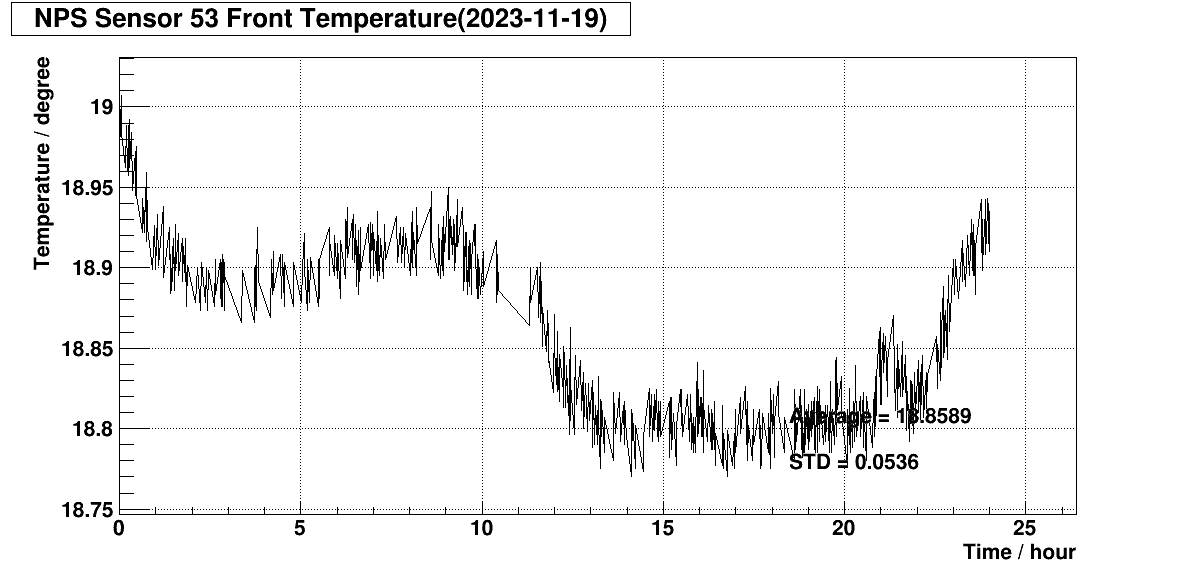 NPS Sensor 53 Front Temperature(2023-11-19)
Temperature / degree
19
18.95
18.9
18.85
18.8
18.75
Average = 18.8589
STD = 0.0536
0 5 10 15 20 25
Time / hour